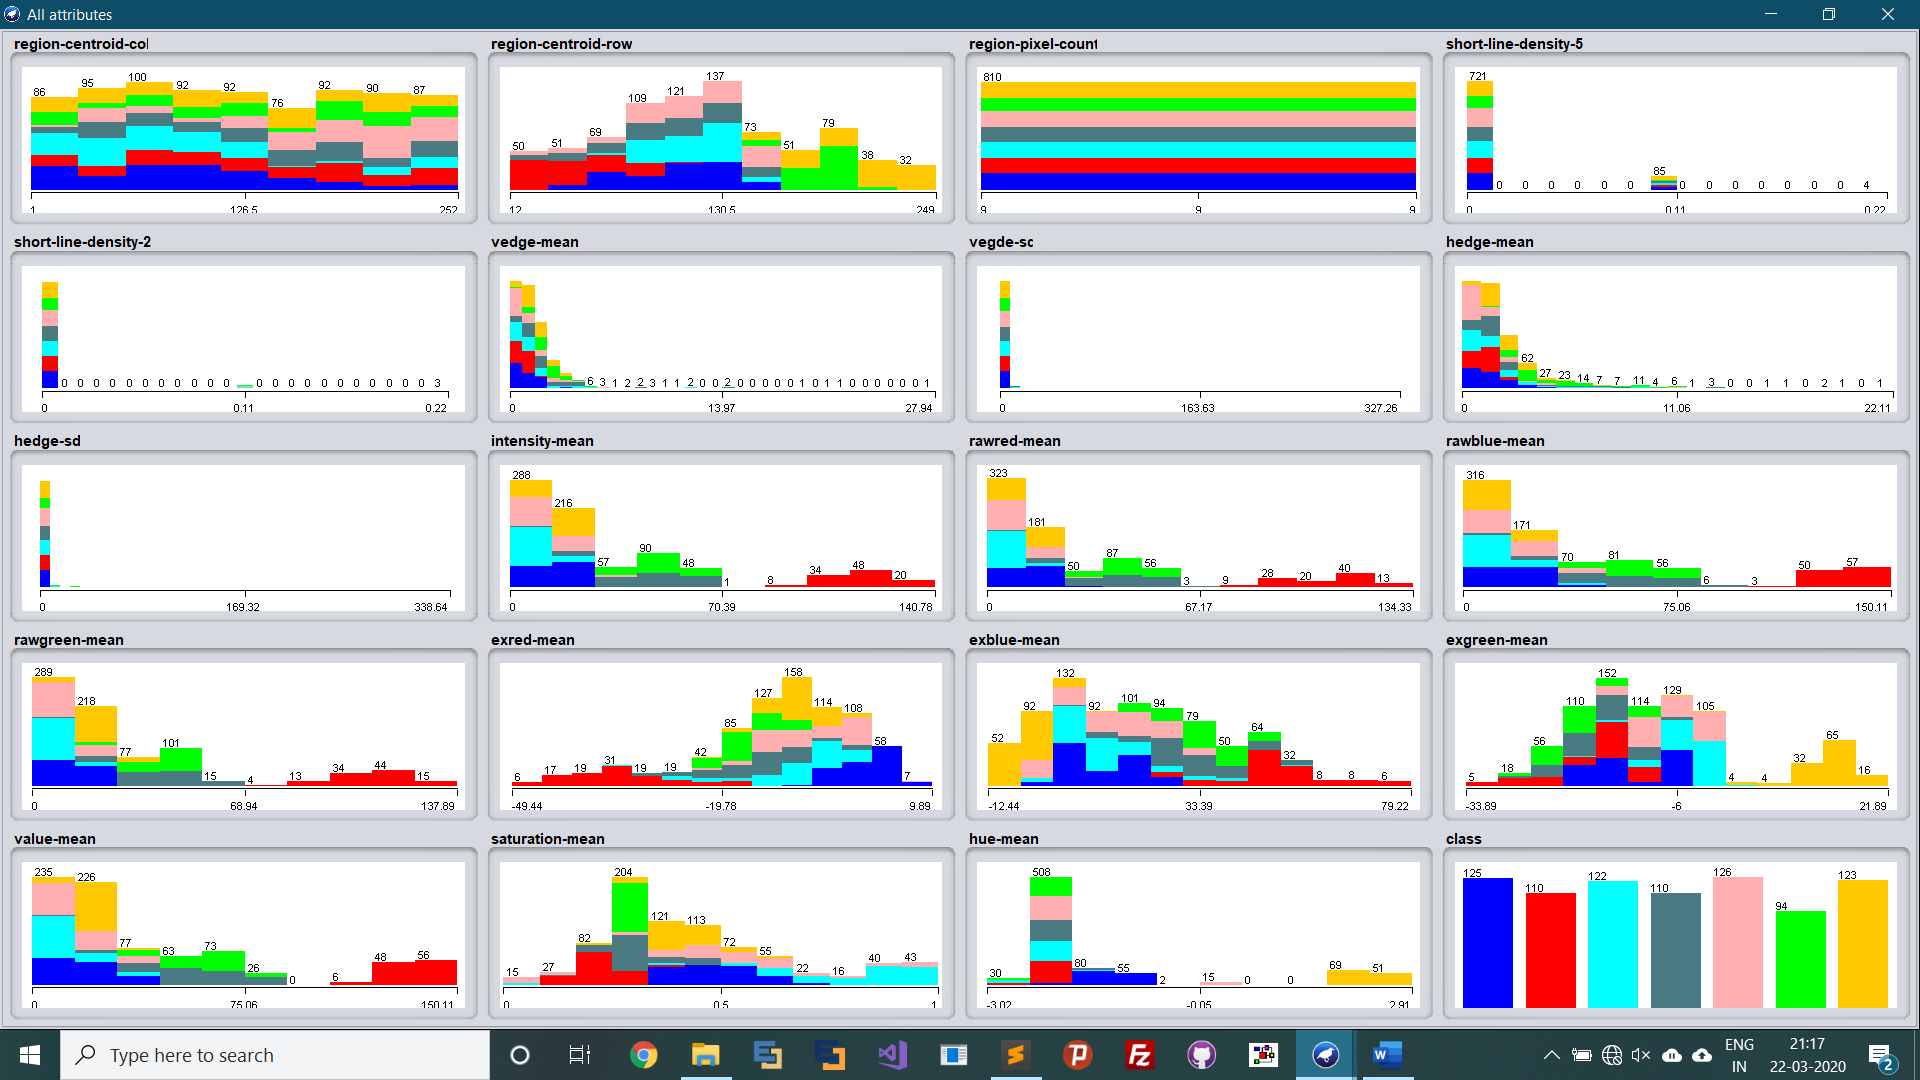 All attributes
region-centroid-col
86 95 100 92 92 76 92 90 87
1 126.5 252
region-centroid-row
50 51 69 109 121 137 73 51 79 38 32
12 130.5 249
region-pixel-count
810
9 9 9
short-line-density-5
721 0 0 0 0 0 0 85 0 0 0 0 0 0 0 4
0 0.11 0.22
short-line-density-2
0 0 0 0 0 0 0 0 0 0 0 0 0 0 0 0 0 0 0 0 0 0 3
0 0.11 0.22
vedge-mean
6 3 1 2 2 3 1 1 2 0 0 2 0 0 0 0 0 1 0 1 1 0 0 0 0 0 0 1
0 13.97 27.94
vegde-sd
0 163.63 327.26
hedge-mean
62 27 23 14 7 7 11 4 6 1 3 0 0 1 1 0 2 1 0 1
0 11.06 22.11
hedge-sd
0 169.32 338.64
intensity-mean
288 216 57 90 48 1 8 34 48 20
0 70.39 140.78
rawred-mean
323 181 50 87 56 3 9 28 20 40 13
0 67.17 134.33
rawblue-mean
316 171 70 81 56 6 3 50 57
0 75.06 150.11
rawgreen-mean
289 218 77 101 15 4 13 34 44 15
0 68.94 137.89
exred-mean
6 17 19 31 19 19 42 85 127 158 114 108 58 7
-49.44 -19.78 9.89
exblue-mean
52 92 132 92 101 94 79 50 64 32 8 8 6
-12.44 33.39 79.22
exgreen-mean
5 18 56 110 152 114 129 105 4 4 32 65 16
-33.89 -6 21.89
value-mean
235 226 77 63 73 26 0 6 48 56
0 75.06 150.11
saturation-mean
15 27 82 204 121 113 72 55 22 16 40 43
0 0.5 1
hue-mean
30 508 80 55 2 15 0 0 69 51
-3.02 -0.05 2.91
class
125 110 122 110 126 94 123
Type here to search
ENG
IN
21:17
22-03-2020
2